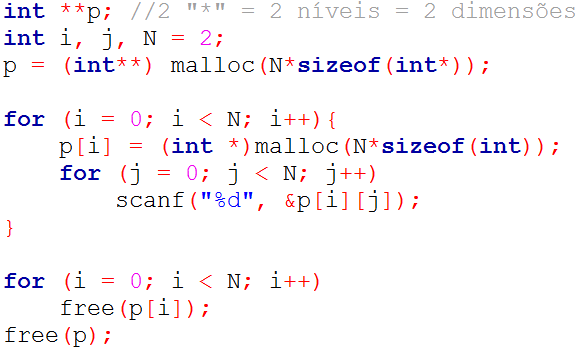 int **p; //2 "*" = 2 níveis = 2 dimensões
int i, j, N = 2;
p = (int**) malloc(N*sizeof(int*));
for (i = 0; i < N; i++){
    p[i] = (int *)malloc(N*sizeof(int));
    for (j = 0; j < N; j++)
        scanf("%d", &p[i][j]);
}
for (i = 0; i < N; i++)
    free(p[i]);
free(p);